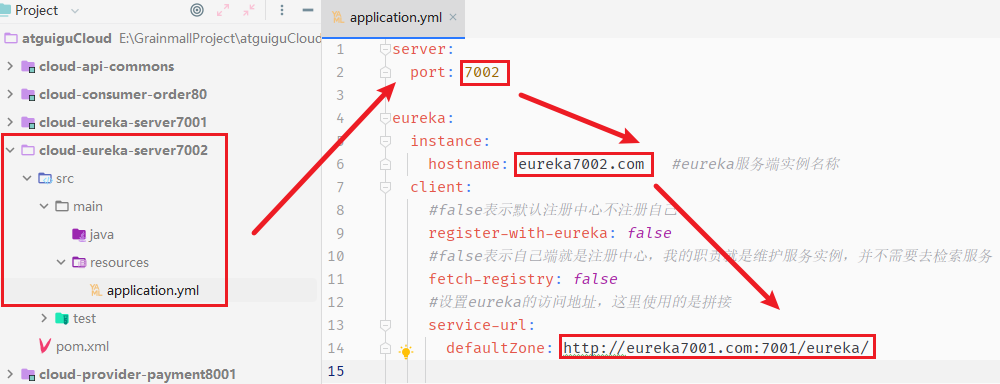 Project
atguiguCloud E:\GrainmallProject\atguiguCloud
cloud-api-commons
cloud-consumer-order80
cloud-eureka-server7001
cloud-eureka-server7002
src
main
java
resources
application.yml
test
pom.xml
cloud-provider-payment8001
application.yml
1 server:
2 port: 7002
3
4 eureka:
5 instance:
6 hostname: eureka7002.com #eureka服务端实例名称
7 client:
8 #false表示默认注册中心不注册自己
9 register-with-eureka: false
10 #false表示自己端就是注册中心，我的职责就是维护服务实例，并不需要去检索服务
11 fetch-registry: false
12 #设置eureka的访问地址，这里使用的是拼接
13 service-url:
14 defaultZone: http://eureka7001.com:7001/eureka/
15